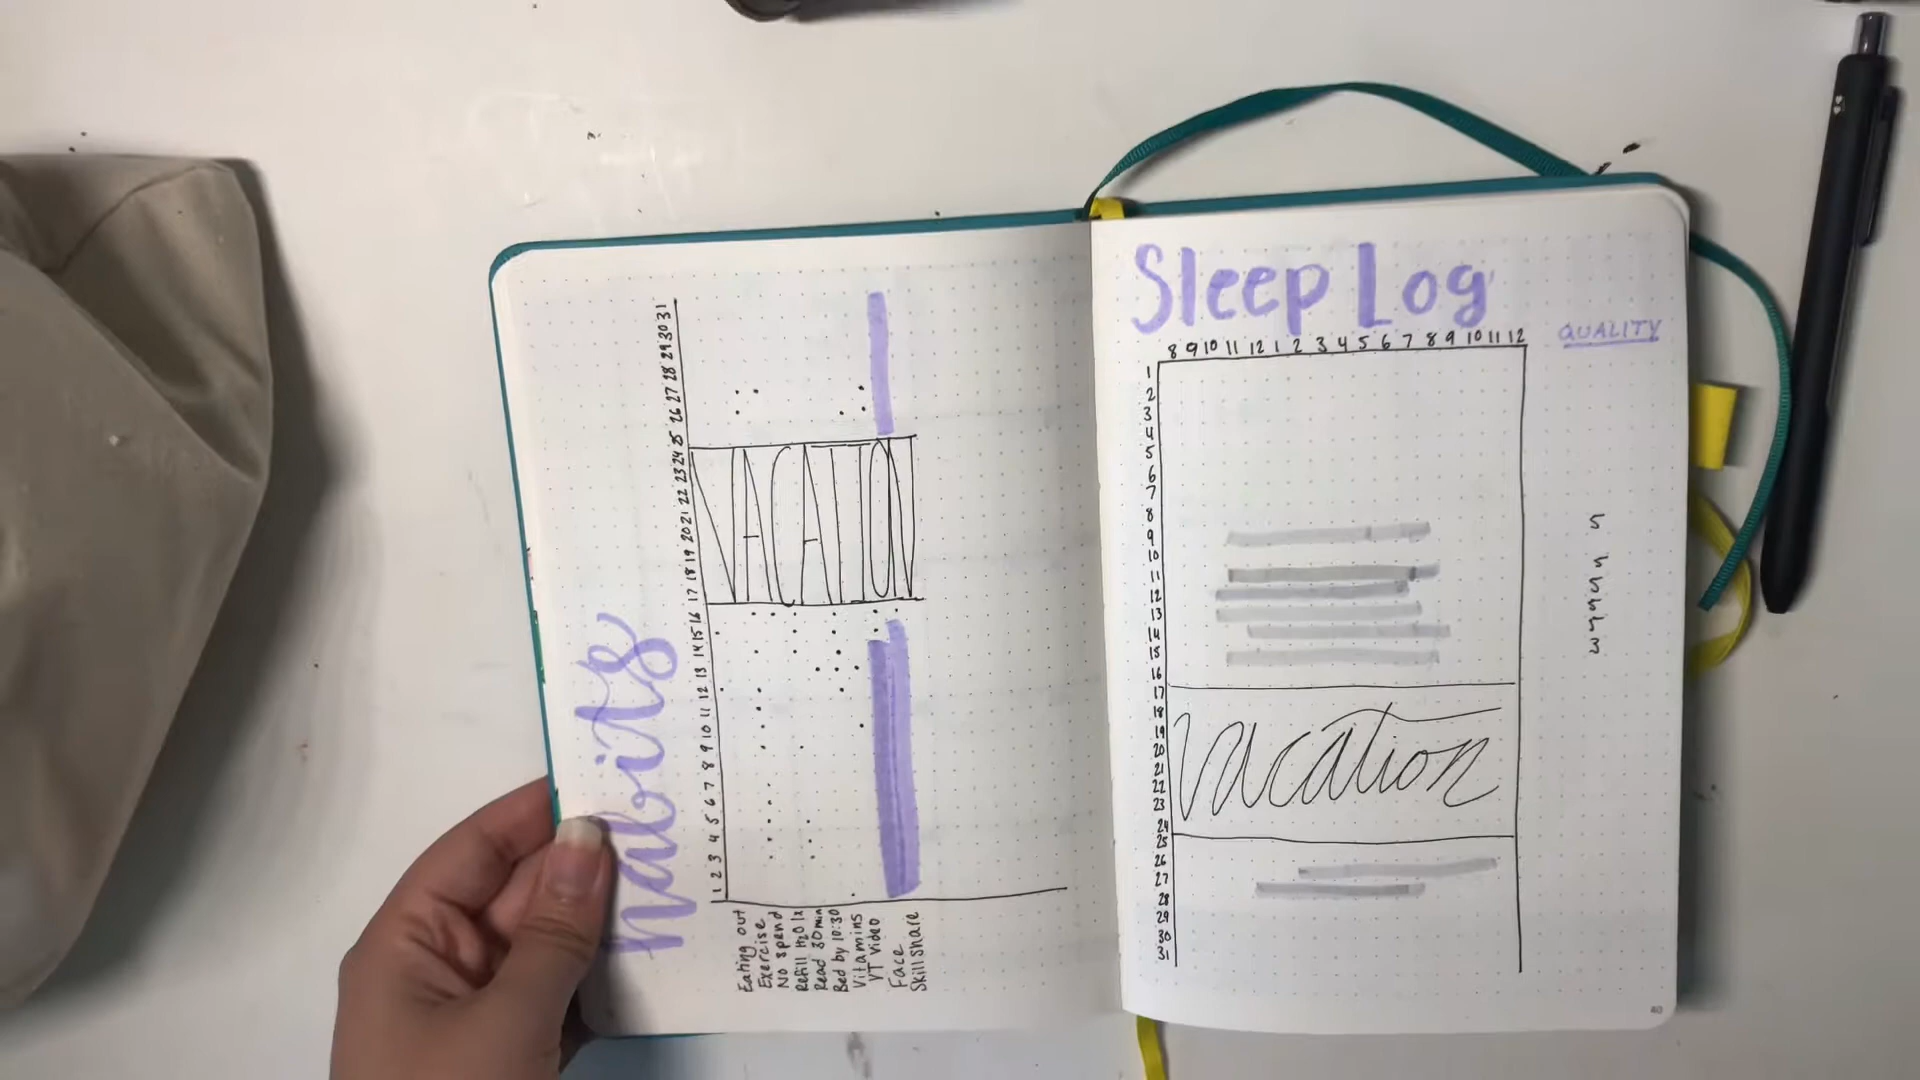 Habits
1 2 3 4 5 6 7 8 9 10 11 12 13 14 15 16 17 18 19 20 21 22 23 24 25 26 27 28 29 30 31
Eating out
Exercise
No spend
Refill H2O 1x
Read 30min
Bed by 10:30
Vitamins
YT video
Face
Skillshare
VACATION
Sleep Log
QUALITY
8 9 10 11 12 1 2 3 4 5 6 7 8 9 10 11 12
1
2
3
4
5
6
7
8
9
10
11
12
13
14
15
16
17
18
19
20
21
22
23
24
25
26
27
28
29
30
31
Vacation
40